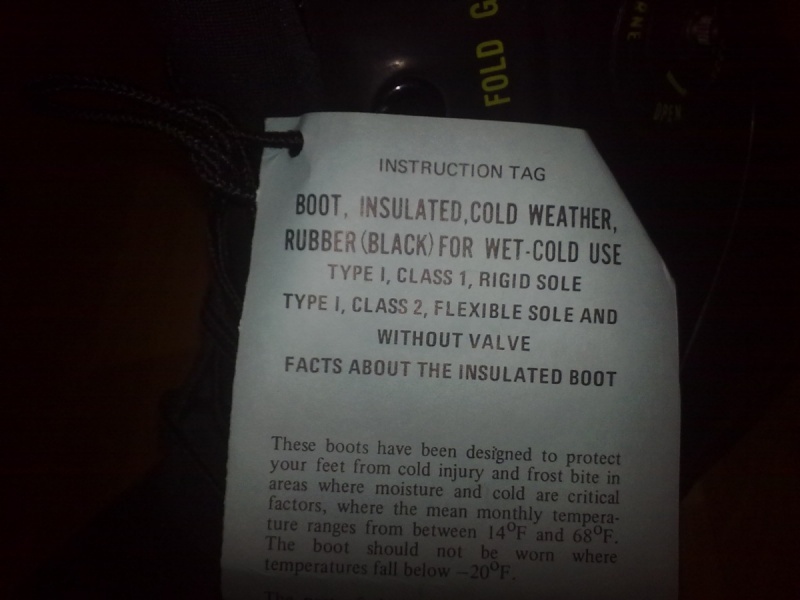 FOLD G
NE
OPEN
INSTRUCTION TAG
BOOT, INSULATED, COLD WEATHER,
RUBBER (BLACK) FOR WET-COLD USE
TYPE I, CLASS 1, RIGID SOLE
TYPE I, CLASS 2, FLEXIBLE SOLE AND
WITHOUT VALVE
FACTS ABOUT THE INSULATED BOOT
These boots have been designed to protect
your feet from cold injury and frost bite in
areas where moisture and cold are critical
factors, where the mean monthly tempera-
ture ranges from between 14°F and 68°F.
The boot should not be worn where
temperatures fall below −20°F.